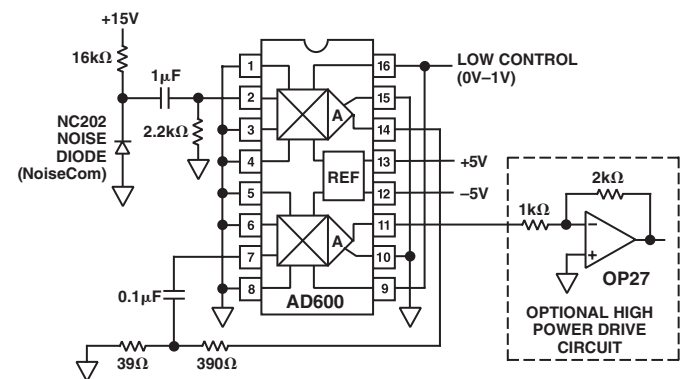 +15V
16kΩ
1μF
NC202
NOISE
DIODE
(NoiseCom)
2.2kΩ
1
2
3
4
5
6
7
8
16
15
14
13
12
11
10
9
A
REF
A
AD600
LOW CONTROL
(0V–1V)
+5V
–5V
0.1μF
39Ω
390Ω
1kΩ
2kΩ
–
+
OP27
OPTIONAL HIGH
POWER DRIVE
CIRCUIT